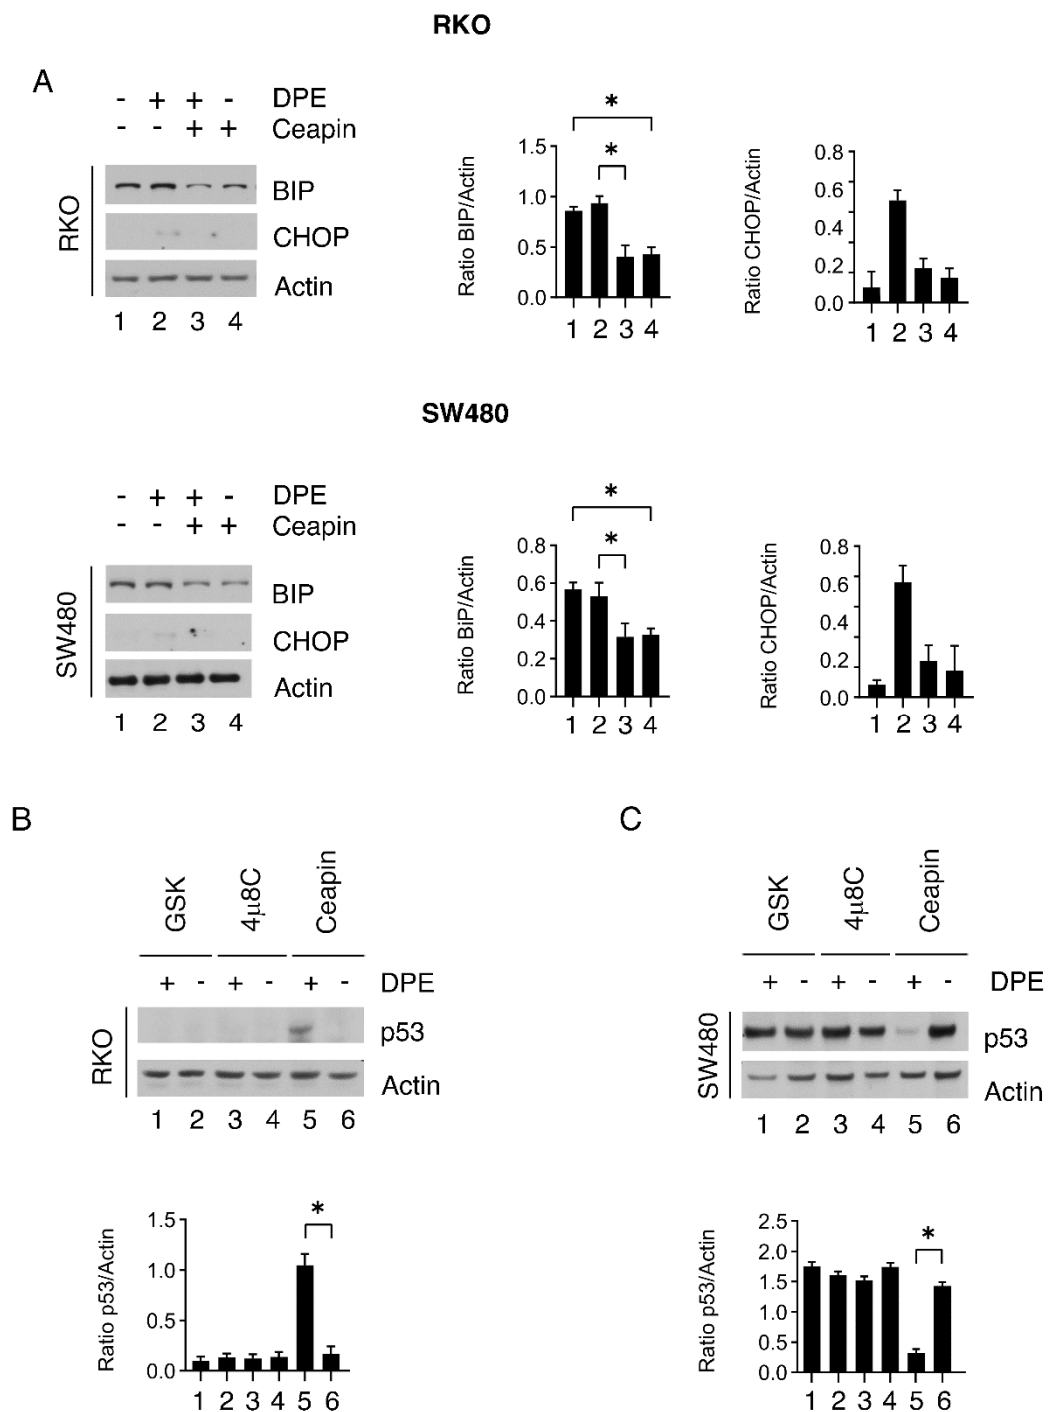 RKO
A
- + + - DPE
- - + + Ceapin
RKO
BIP
CHOP
Actin
1 2 3 4
Ratio BIP/Actin
1.5
1.0
0.5
0.0
*
*
1 2 3 4
Ratio CHOP/Actin
0.8
0.6
0.4
0.2
0.0
1 2 3 4
SW480
- + + - DPE
- - + + Ceapin
SW480
BIP
CHOP
Actin
1 2 3 4
Ratio BiP/Actin
0.8
0.6
0.4
0.2
0.0
*
*
1 2 3 4
Ratio CHOP/Actin
0.8
0.6
0.4
0.2
0.0
1 2 3 4
B
GSK
4µ8C
Ceapin
+ - + - + - DPE
RKO
p53
Actin
1 2 3 4 5 6
Ratio p53/Actin
1.5
1.0
0.5
0.0
*
1 2 3 4 5 6
C
GSK
4µ8C
Ceapin
+ - + - + - DPE
SW480
p53
Actin
1 2 3 4 5 6
Ratio p53/Actin
2.5
2.0
1.5
1.0
0.5
0.0
*
1 2 3 4 5 6